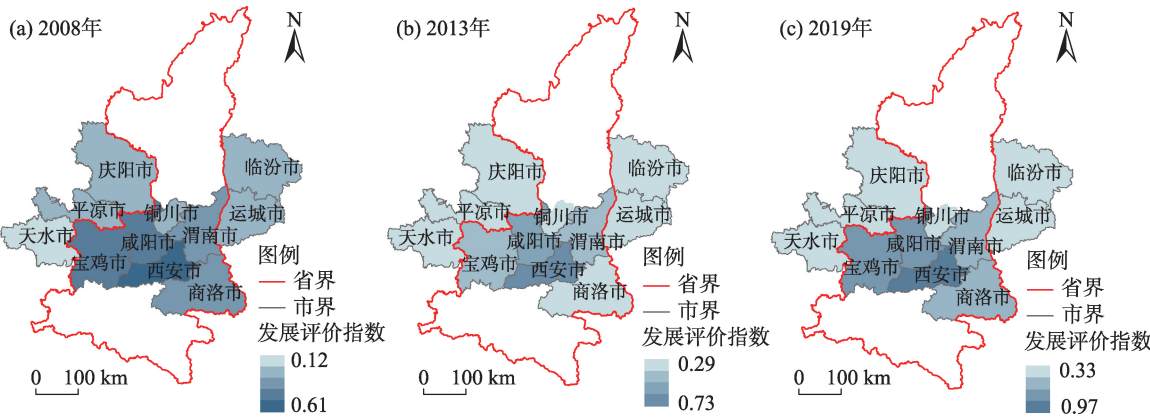 (a) 2008年
N
庆阳市
临汾市
平凉市
铜川市
运城市
天水市
咸阳市
渭南市
宝鸡市
西安市
商洛市
图例
省界
市界
发展评价指数
0.12
0.61
0 100 km
(b) 2013年
N
庆阳市
临汾市
平凉市
铜川市
运城市
天水市
咸阳市
渭南市
宝鸡市
西安市
商洛市
图例
省界
市界
发展评价指数
0.29
0.73
0 100 km
(c) 2019年
N
庆阳市
临汾市
平凉市
铜川市
运城市
天水市
咸阳市
渭南市
宝鸡市
西安市
商洛市
图例
省界
市界
发展评价指数
0.33
0.97
0 100 km